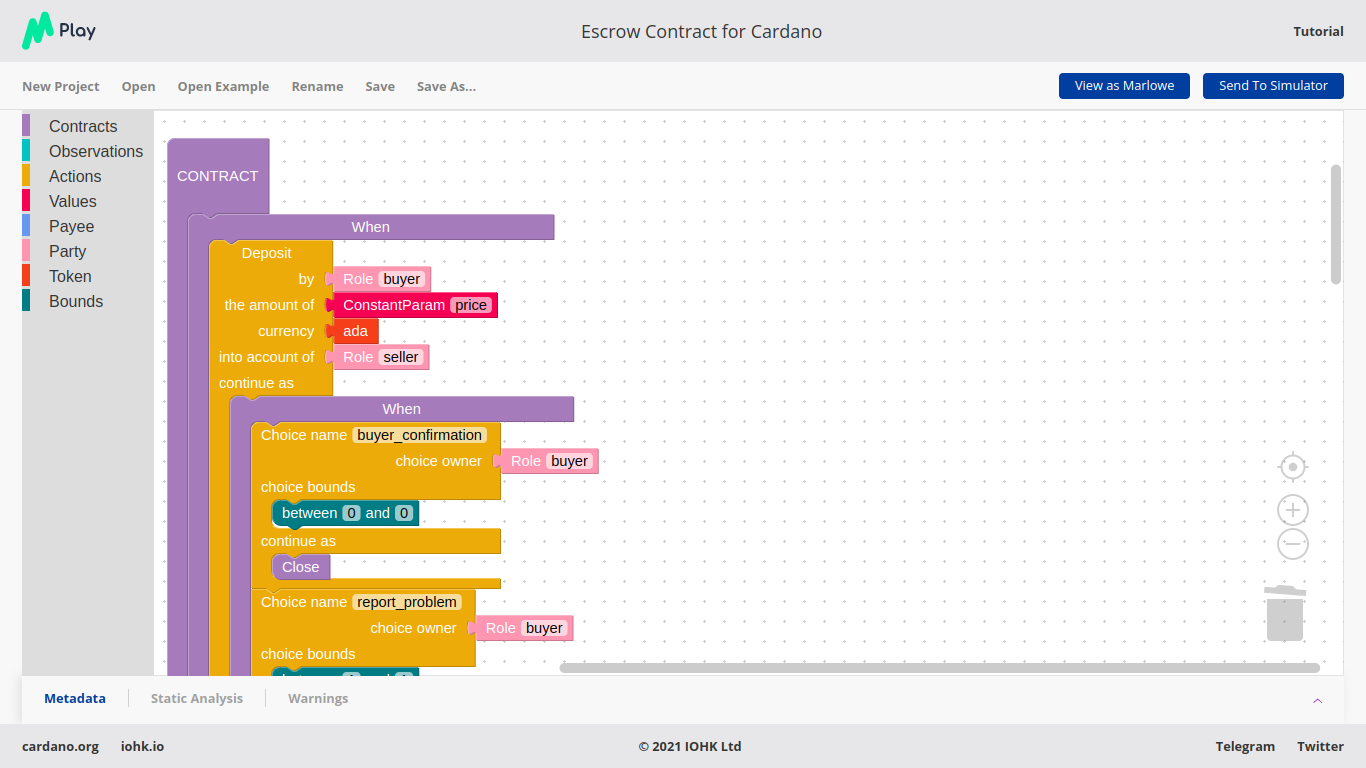 Play
Escrow Contract for Cardano
Tutorial
New Project
Open
Open Example
Rename
Save
Save As...
View as Marlowe
Send To Simulator
Contracts
Observations
Actions
Values
Payee
Party
Token
Bounds
CONTRACT
When
Deposit
by Role buyer
the amount of ConstantParam price
currency ada
into account of Role seller
continue as
When
Choice name buyer_confirmation
choice owner Role buyer
choice bounds
between 0 and 0
continue as
Close
Choice name report_problem
choice owner Role buyer
choice bounds
Metadata
Static Analysis
Warnings
cardano.org
iohk.io
© 2021 IOHK Ltd
Telegram
Twitter